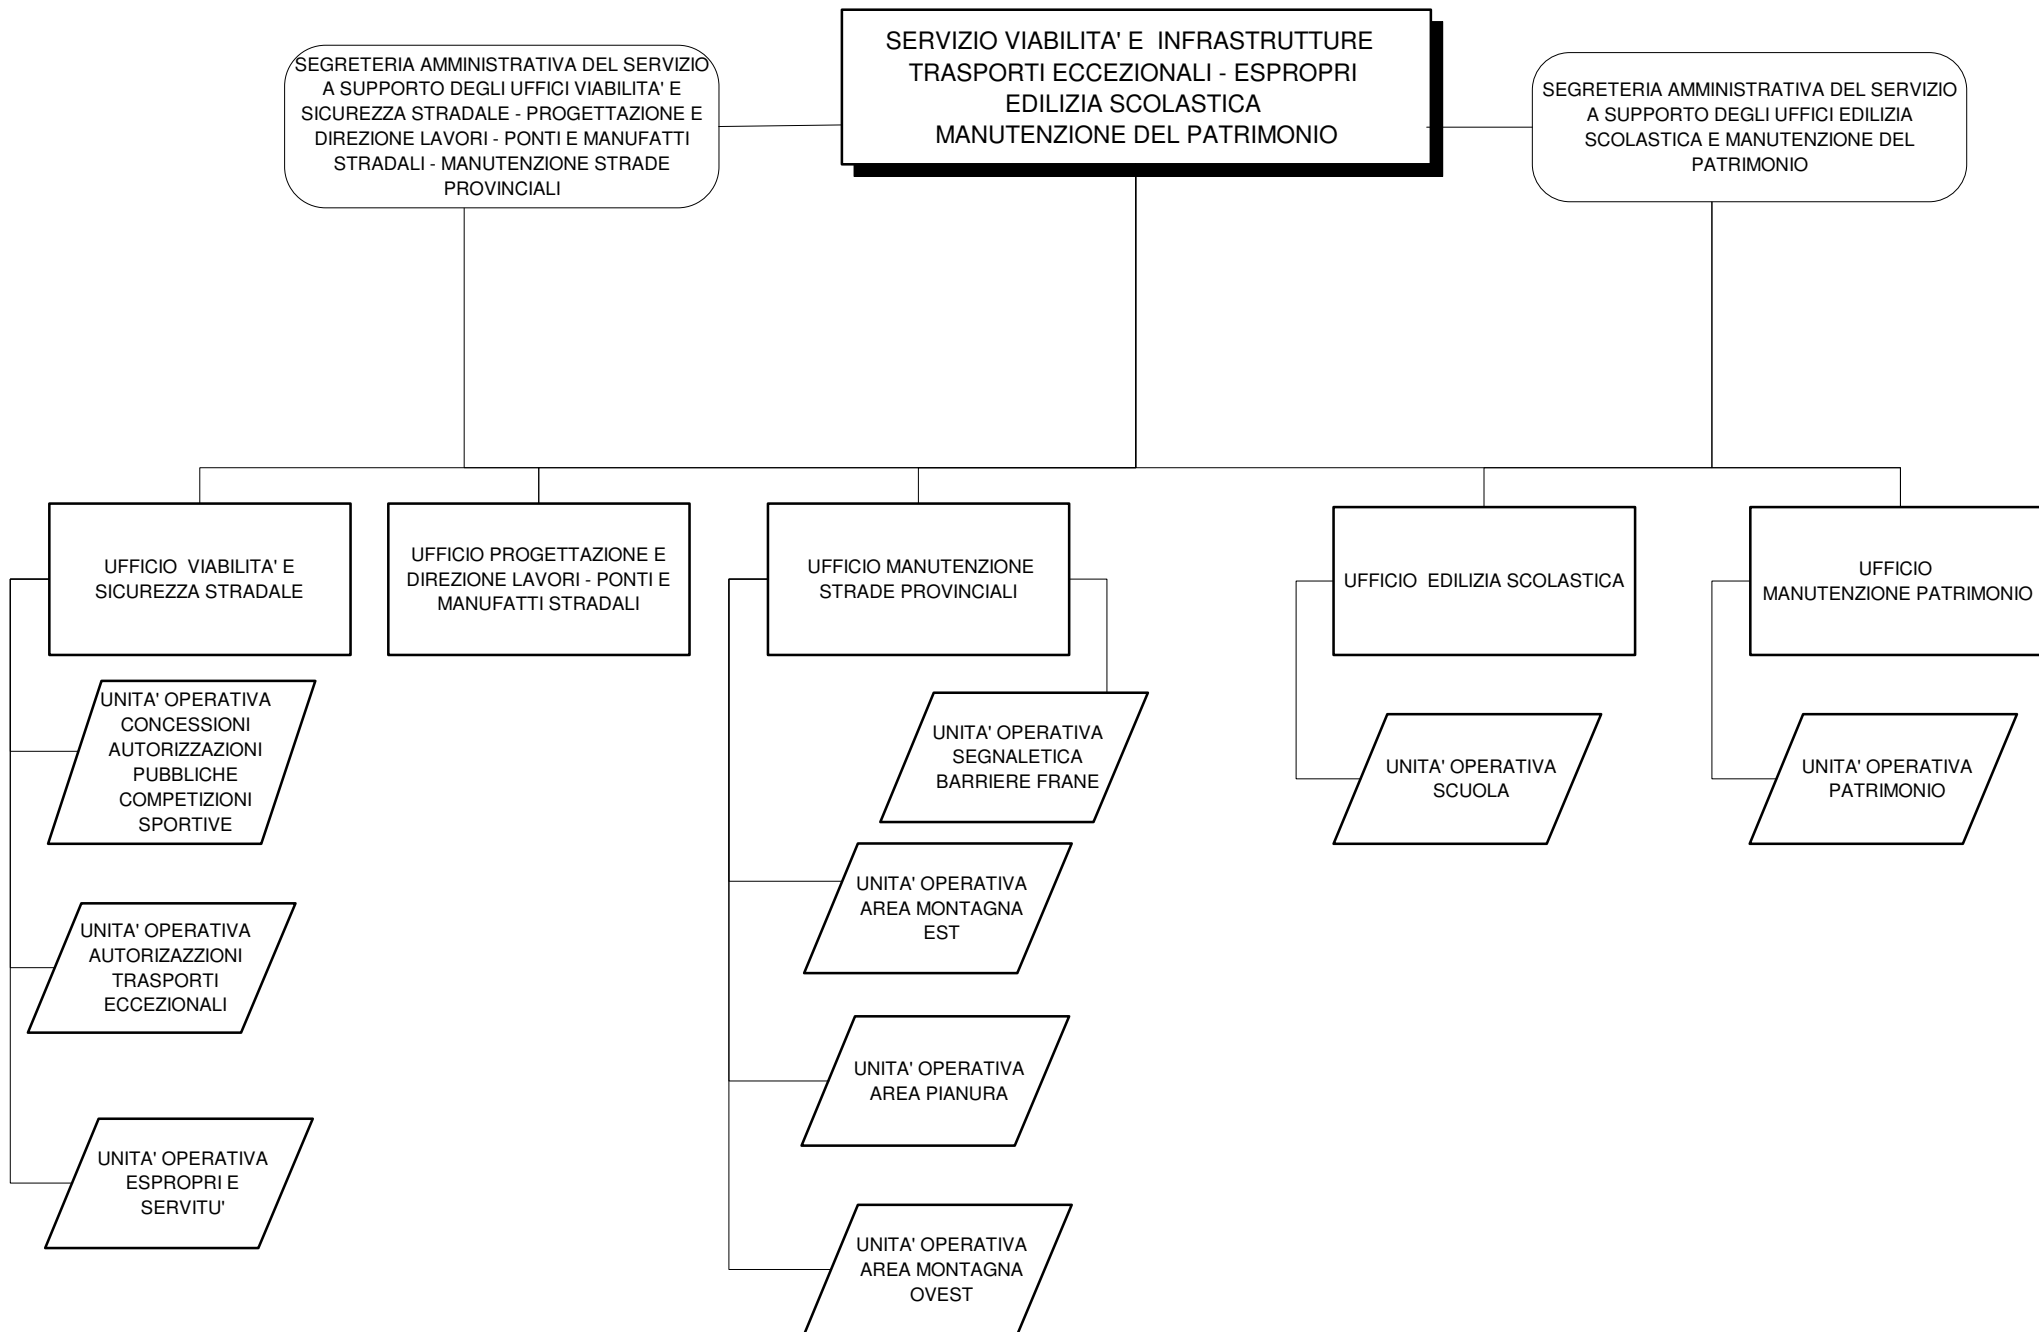 SERVIZIO VIABILITA' E INFRASTRUTTURE
TRASPORTI ECCEZIONALI - ESPROPRI
EDILIZIA SCOLASTICA
MANUTENZIONE DEL PATRIMONIO
SEGRETERIA AMMINISTRATIVA DEL SERVIZIO
A SUPPORTO DEGLI UFFICI VIABILITA' E
SICUREZZA STRADALE - PROGETTAZIONE E
DIREZIONE LAVORI - PONTI E MANUFATTI
STRADALI - MANUTENZIONE STRADE
PROVINCIALI
SEGRETERIA AMMINISTRATIVA DEL SERVIZIO
A SUPPORTO DEGLI UFFICI EDILIZIA
SCOLASTICA E MANUTENZIONE DEL
PATRIMONIO
UFFICIO VIABILITA' E
SICUREZZA STRADALE
UFFICIO PROGETTAZIONE E
DIREZIONE LAVORI - PONTI E
MANUFATTI STRADALI
UFFICIO MANUTENZIONE
STRADE PROVINCIALI
UFFICIO EDILIZIA SCOLASTICA
UFFICIO
MANUTENZIONE PATRIMONIO
UNITA' OPERATIVA
CONCESSIONI
AUTORIZZAZIONI
PUBBLICHE
COMPETIZIONI
SPORTIVE
UNITA' OPERATIVA
AUTORIZAZZIONI
TRASPORTI
ECCEZIONALI
UNITA' OPERATIVA
ESPROPRI E
SERVITU'
UNITA' OPERATIVA
SEGNALETICA
BARRIERE FRANE
UNITA' OPERATIVA
AREA MONTAGNA
EST
UNITA' OPERATIVA
AREA PIANURA
UNITA' OPERATIVA
AREA MONTAGNA
OVEST
UNITA' OPERATIVA
SCUOLA
UNITA' OPERATIVA
PATRIMONIO